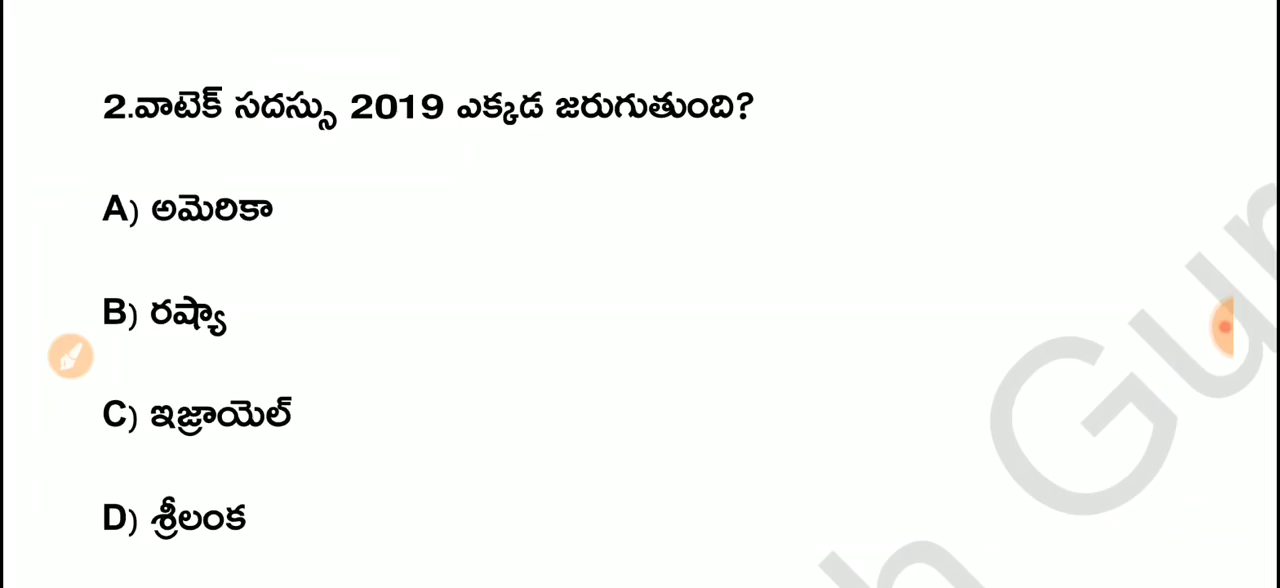 2.వాటెక్ సదస్సు 2019 ఎక్కడ జరుగుతుంది?
A) అమెరికా
B) రష్యా
C) ఇజ్రాయెల్
D) శ్రీలంక